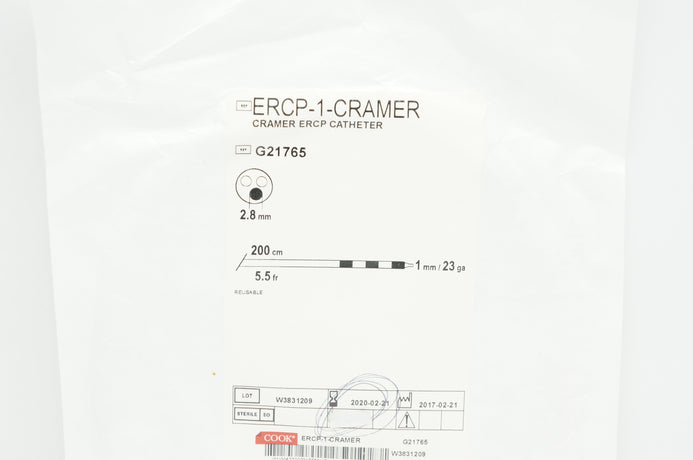 REF ERCP-1-CRAMER
CRAMER ERCP CATHETER
REF G21765
2.8 mm
200 cm
5.5 fr
1 mm / 23 ga
REUSABLE
LOT W3831209 2020-02-21 2017-02-21
STERILE EO
COOK® ERCP-1-CRAMER G21765
W3831209